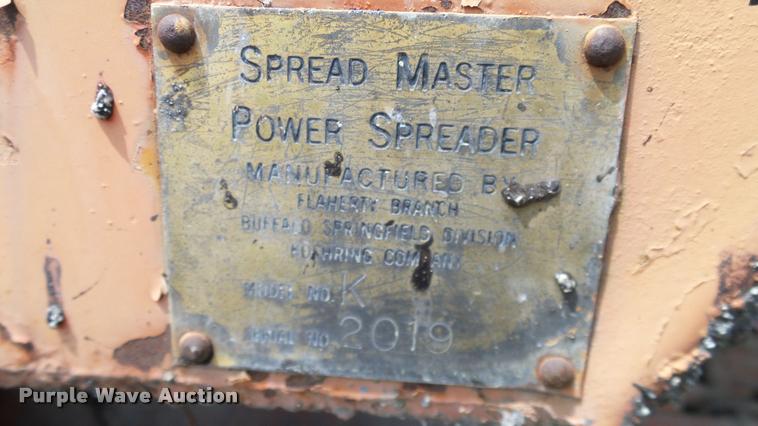 SPREAD MASTER
POWER SPREADER
MANUFACTURED BY
FLAHERTY BRANCH
BUFFALO SPRINGFIELD DIVISION
KOEHRING COMPANY
MODEL NO. K
SERIAL NO. 2019
Purple Wave Auction